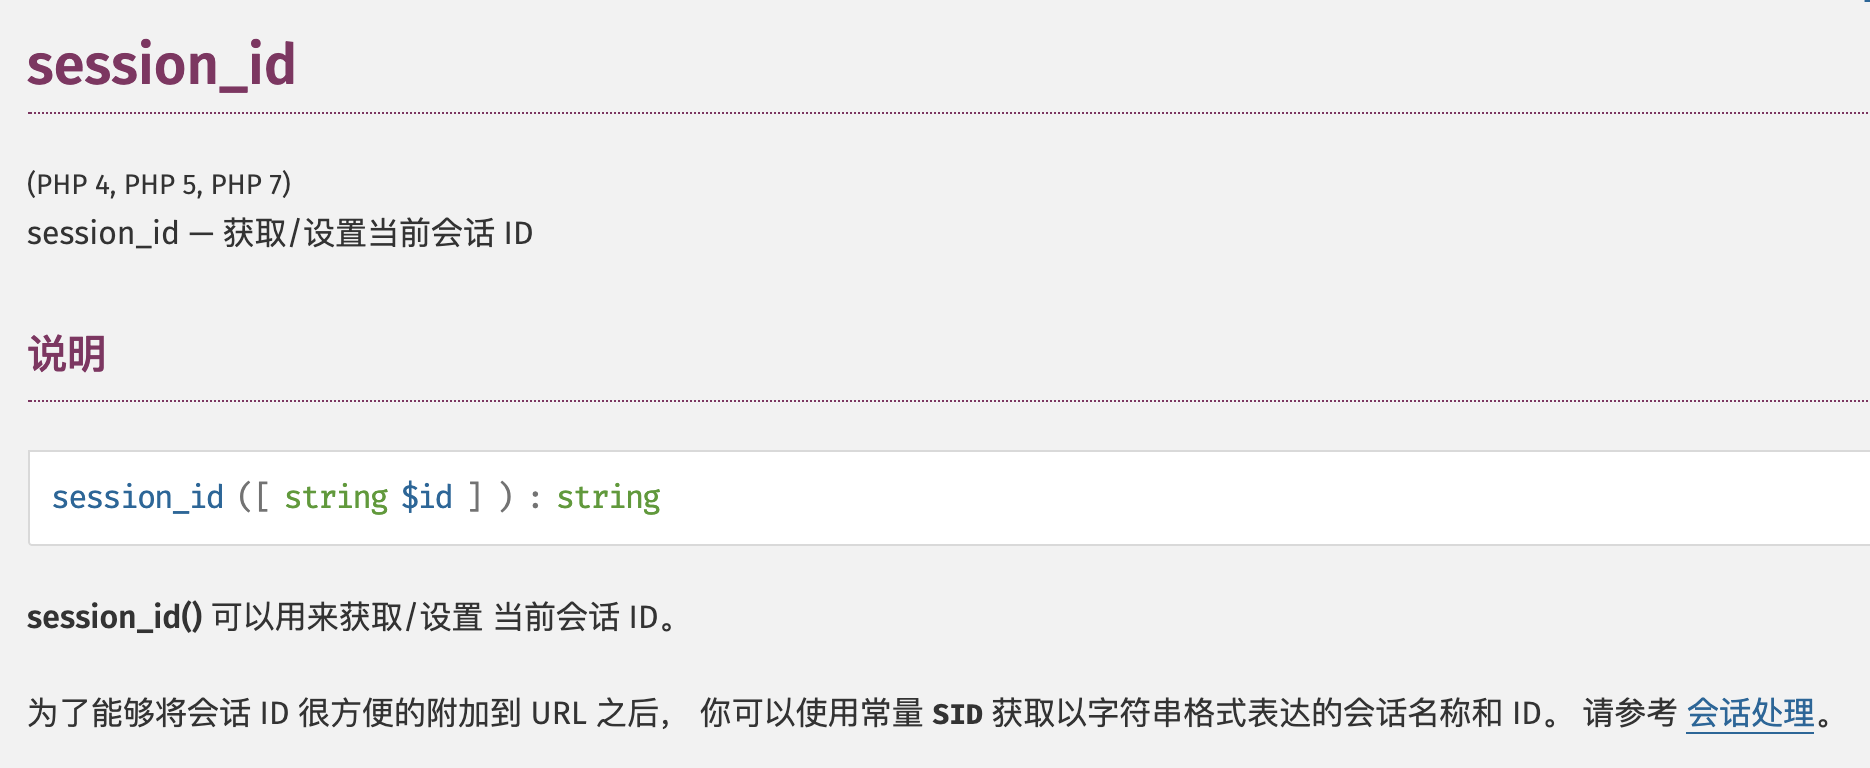 session_id
(PHP 4, PHP 5, PHP 7)
session_id — 获取/设置当前会话 ID
说明
session_id ([ string $id ] ) : string
session_id() 可以用来获取/设置 当前会话 ID。
为了能够将会话 ID 很方便的附加到 URL 之后， 你可以使用常量 SID 获取以字符串格式表达的会话名称和 ID。 请参考 会话处理。